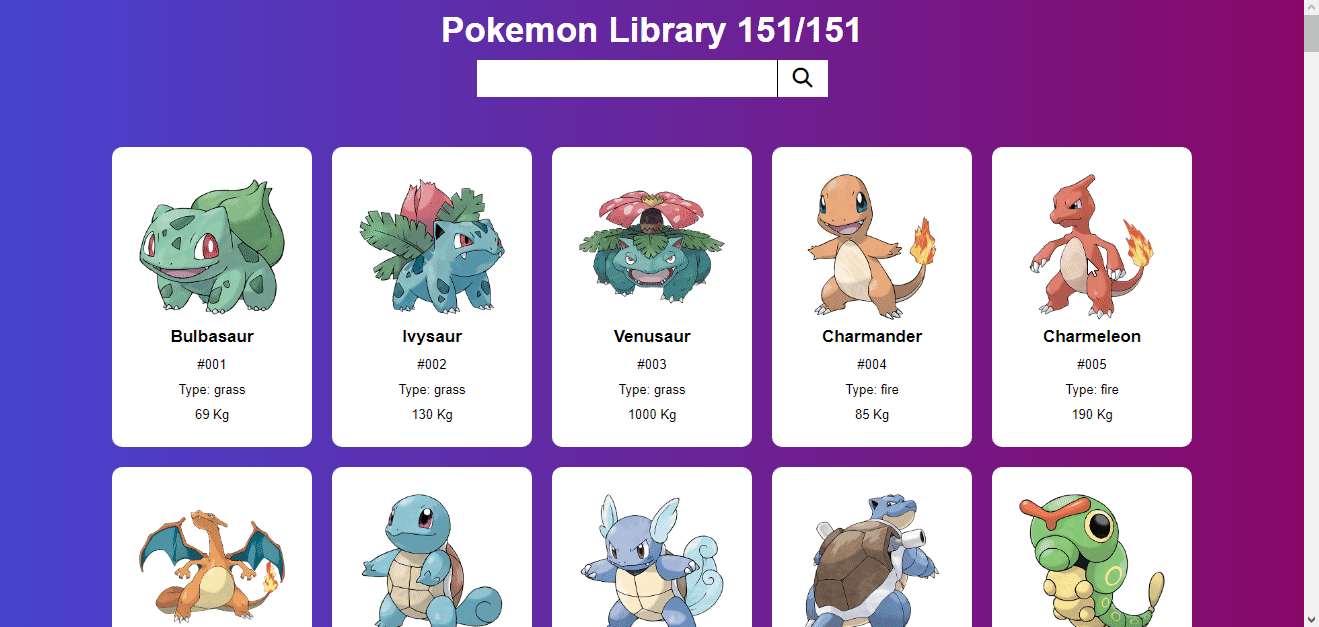 Pokemon Library 151/151
Bulbasaur
#001
Type: grass
69 Kg
Ivysaur
#002
Type: grass
130 Kg
Venusaur
#003
Type: grass
1000 Kg
Charmander
#004
Type: fire
85 Kg
Charmeleon
#005
Type: fire
190 Kg